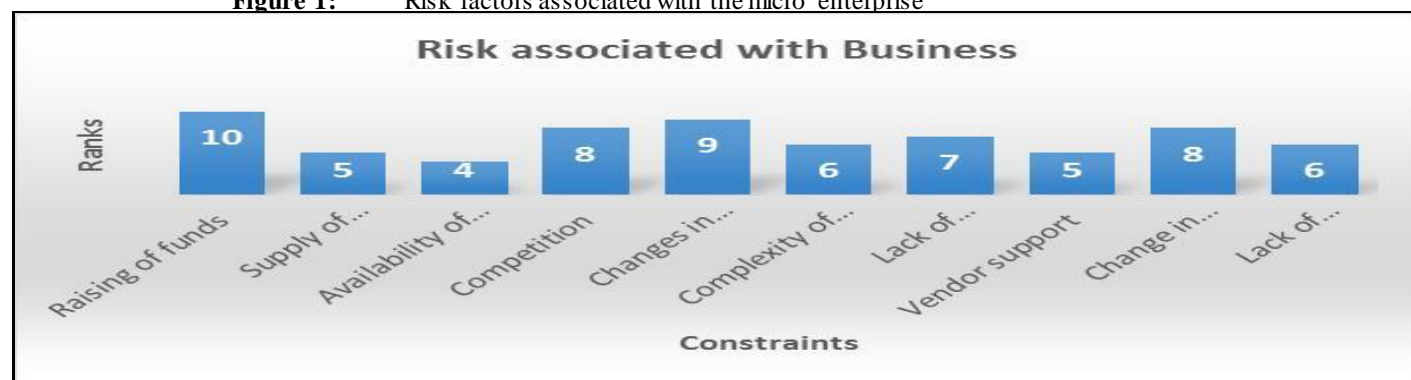 Figure 1: Risk factors associated with the micro enterprise
Risk associated with Business
Ranks
10
5
4
8
9
6
7
5
8
6
Raising of funds
Supply of...
Availability of...
Competition
Changes in...
Complexity of...
Lack of...
Vendor support
Change in...
Lack of...
Constraints